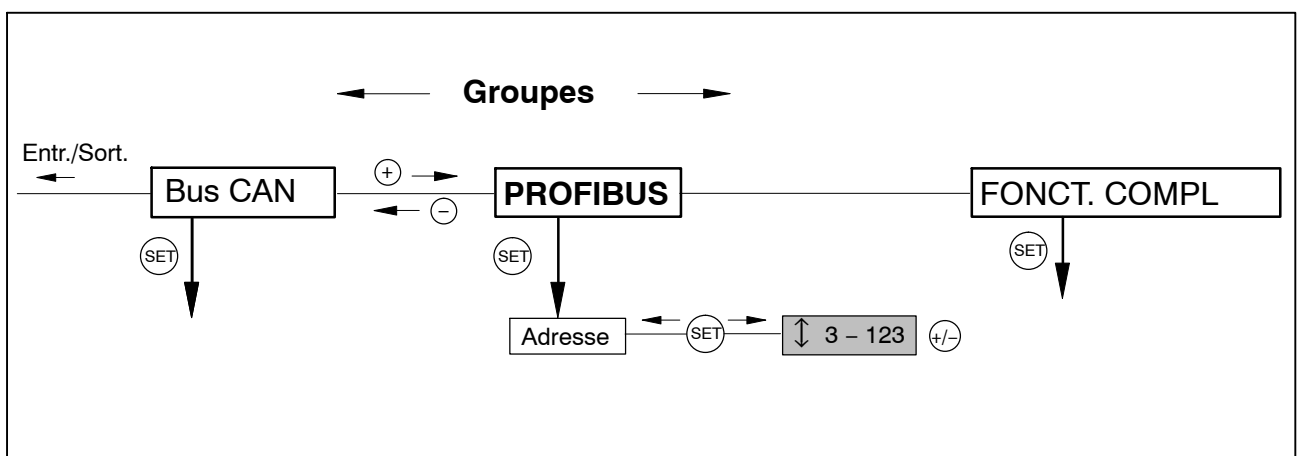 Groupes
Entr./Sort.
Bus CAN
+
−
PROFIBUS
FONCT. COMPL
SET
SET
SET
Adresse
SET
3 − 123
+/−